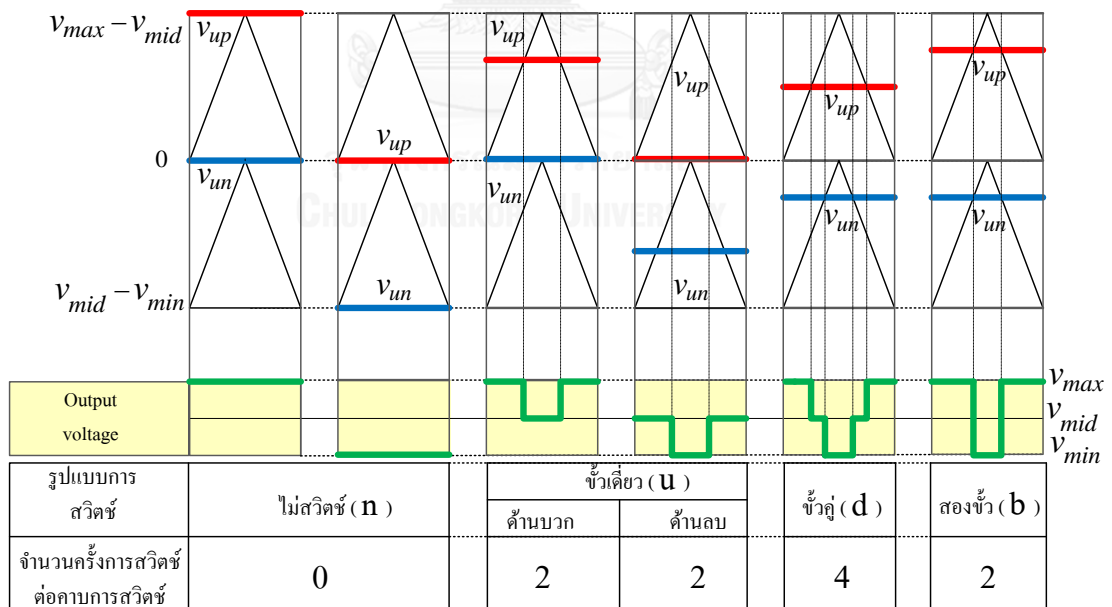 v_max − v_mid
v_up
v_up
v_up
v_up
v_up
v_up
0
v_un
v_un
v_un
v_un
v_un
v_un
v_mid − v_min
CHULALONGKORN UNIVERSITY
Output
voltage
v_max
v_mid
v_min
รูปแบบการ
สวิตช์
ไม่สวิตช์ (n)
ขั้วเดี่ยว (u)
ด้านบวก
ด้านลบ
ขั้วคู่ (d)
สองขั้ว (b)
จำนวนครั้งการสวิตช์
ต่อคาบการสวิตช์
0
2
2
4
2